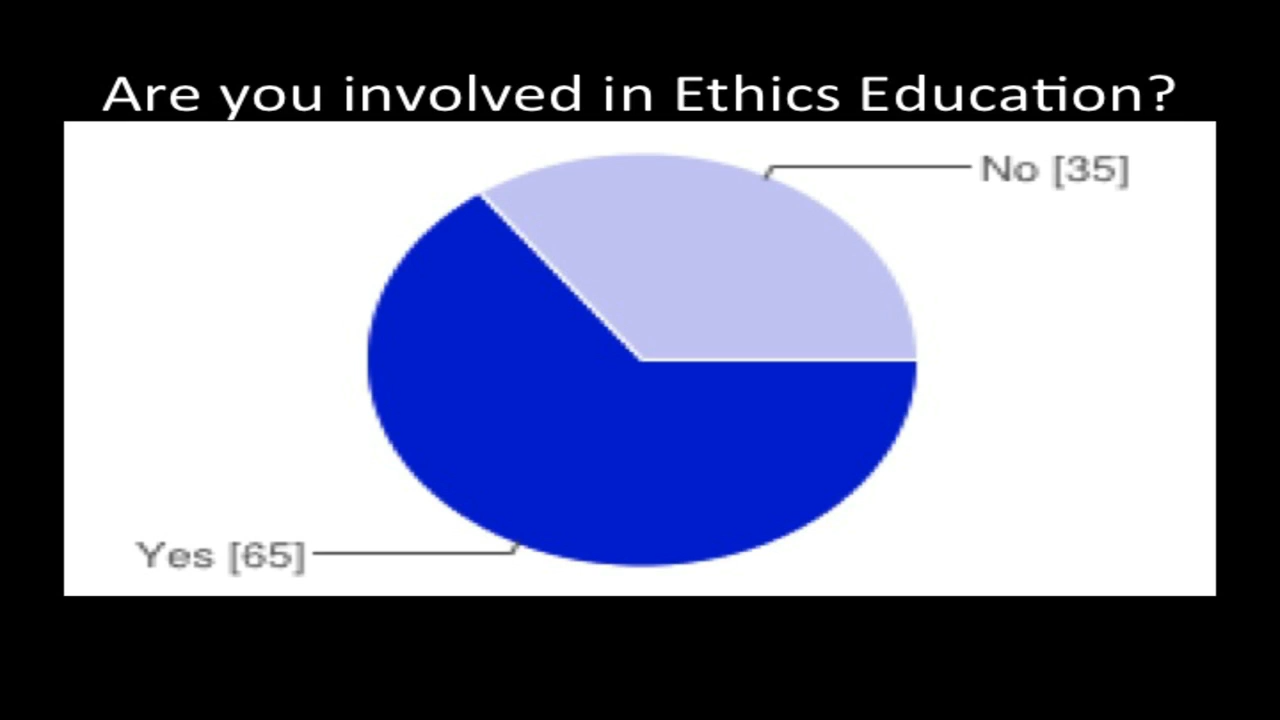 Are you involved in Ethics Education?
No [35]
Yes [65]